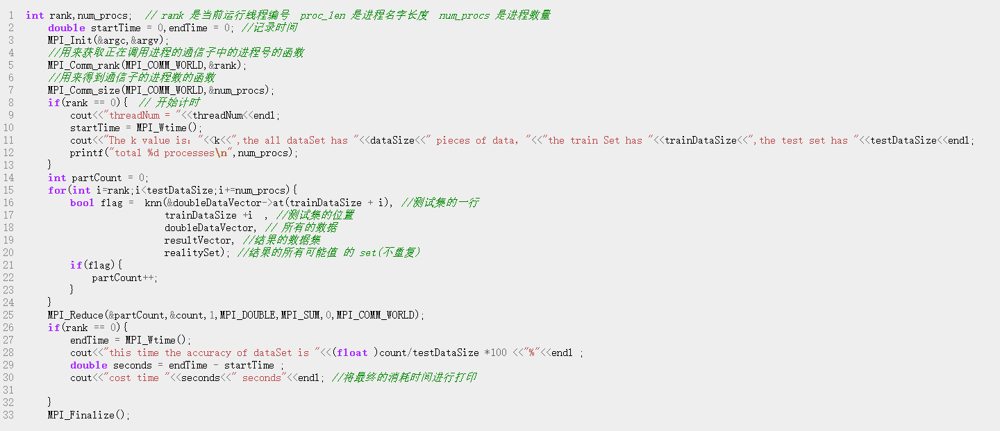 1 int rank,num_procs; // rank 是当前运行线程编号 proc_len 是进程名字长度 num_procs 是进程数量
2 double startTime = 0,endTime = 0; //记录时间
3 MPI_Init(&argc,&argv);
4 //用来获取正在调用进程的通信子中的进程号的函数
5 MPI_Comm_rank(MPI_COMM_WORLD,&rank);
6 //用来得到通信子的进程数的函数
7 MPI_Comm_size(MPI_COMM_WORLD,&num_procs);
8 if(rank == 0){ // 开始计时
9 cout<<"threadNum = "<<threadNum<<endl;
10 startTime = MPI_Wtime();
11 cout<<"The k value is: "<<k<<",the all dataSet has "<<dataSize<<" pieces of data, "<<"the train Set has "<<trainDataSize<<",the test set has "<<testDataSize<<endl;
12 printf("total %d processes\n",num_procs);
13 }
14 int partCount = 0;
15 for(int i=rank;i<testDataSize;i+=num_procs){
16 bool flag = knn(&doubleDataVector->at(trainDataSize + i), //测试集的一行
17 trainDataSize +i , //测试集的位置
18 doubleDataVector, // 所有的数据
19 resultVector, //结果的数据集
20 realitySet); //结果的所有可能值 的 set(不重复)
21 if(flag){
22 partCount++;
23 }
24 }
25 MPI_Reduce(&partCount,&count,1,MPI_DOUBLE,MPI_SUM,0,MPI_COMM_WORLD);
26 if(rank == 0){
27 endTime = MPI_Wtime();
28 cout<<"this time the accuracy of dataSet is "<<(float )count/testDataSize *100 <<"%"<<endl ;
29 double seconds = endTime - startTime ;
30 cout<<"cost time "<<seconds<<" seconds"<<endl; //将最终的消耗时间进行打印
31
32 }
33 MPI_Finalize();